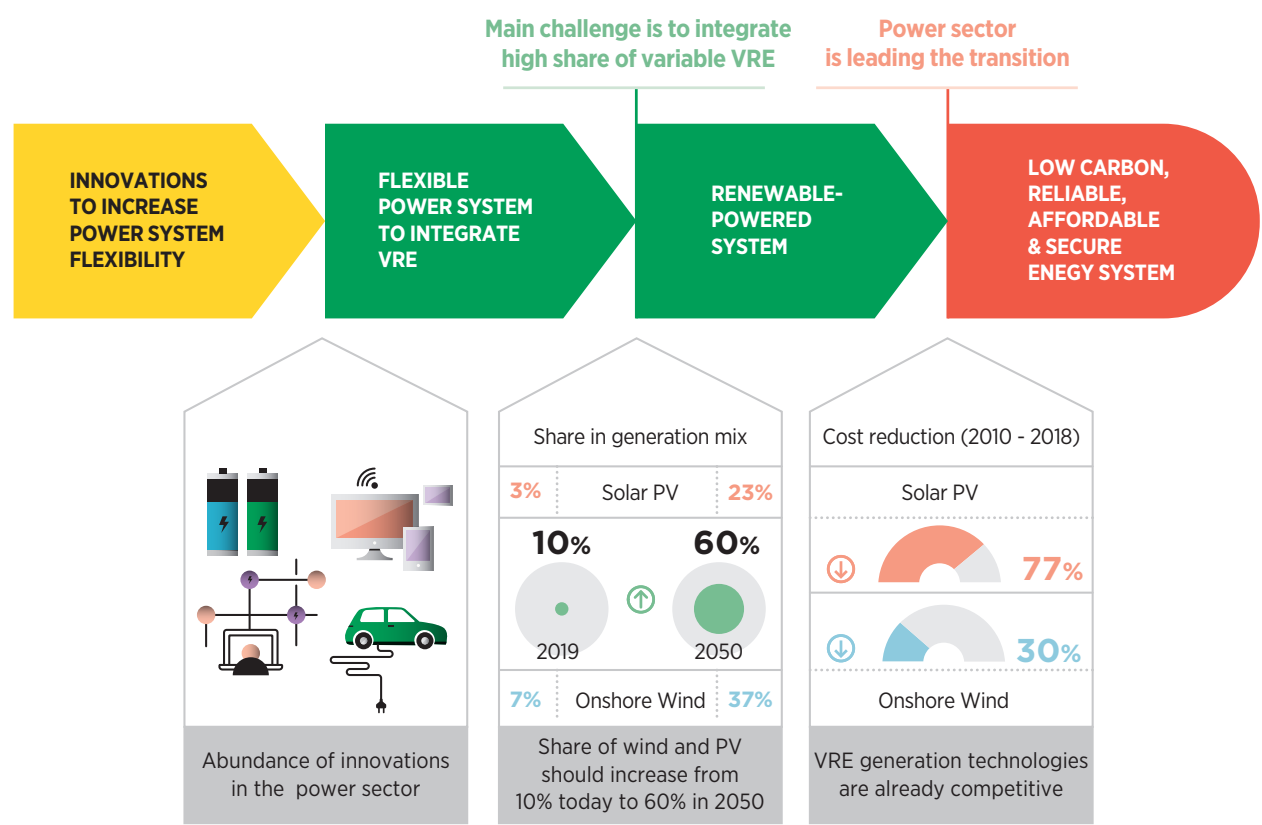 Main challenge is to integrate
high share of variable VRE
Power sector
is leading the transition
INNOVATIONS
TO INCREASE
POWER SYSTEM
FLEXIBILITY
FLEXIBLE
POWER SYSTEM
TO INTEGRATE
VRE
RENEWABLE-
POWERED
SYSTEM
LOW CARBON,
RELIABLE,
AFFORDABLE
& SECURE
ENEGY SYSTEM
Abundance of innovations
in the power sector
Share in generation mix
3% Solar PV 23%
10% 60%
2019 2050
7% Onshore Wind 37%
Share of wind and PV
should increase from
10% today to 60% in 2050
Cost reduction (2010 - 2018)
Solar PV
77%
30%
Onshore Wind
VRE generation technologies
are already competitive